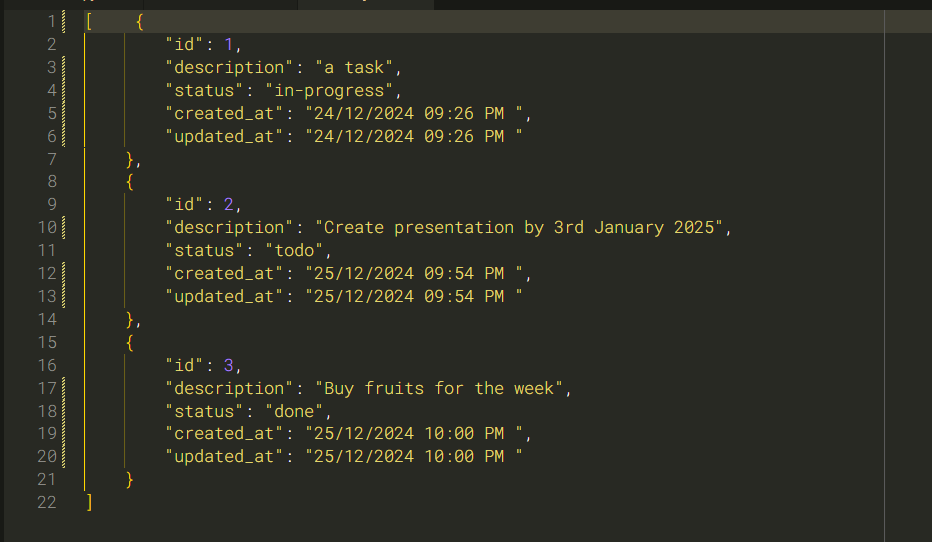 1 [    {
2         "id": 1,
3         "description": "a task",
4         "status": "in-progress",
5         "created_at": "24/12/2024 09:26 PM ",
6         "updated_at": "24/12/2024 09:26 PM "
7     },
8     {
9         "id": 2,
10         "description": "Create presentation by 3rd January 2025",
11         "status": "todo",
12         "created_at": "25/12/2024 09:54 PM ",
13         "updated_at": "25/12/2024 09:54 PM "
14     },
15     {
16         "id": 3,
17         "description": "Buy fruits for the week",
18         "status": "done",
19         "created_at": "25/12/2024 10:00 PM ",
20         "updated_at": "25/12/2024 10:00 PM "
21     }
22 ]